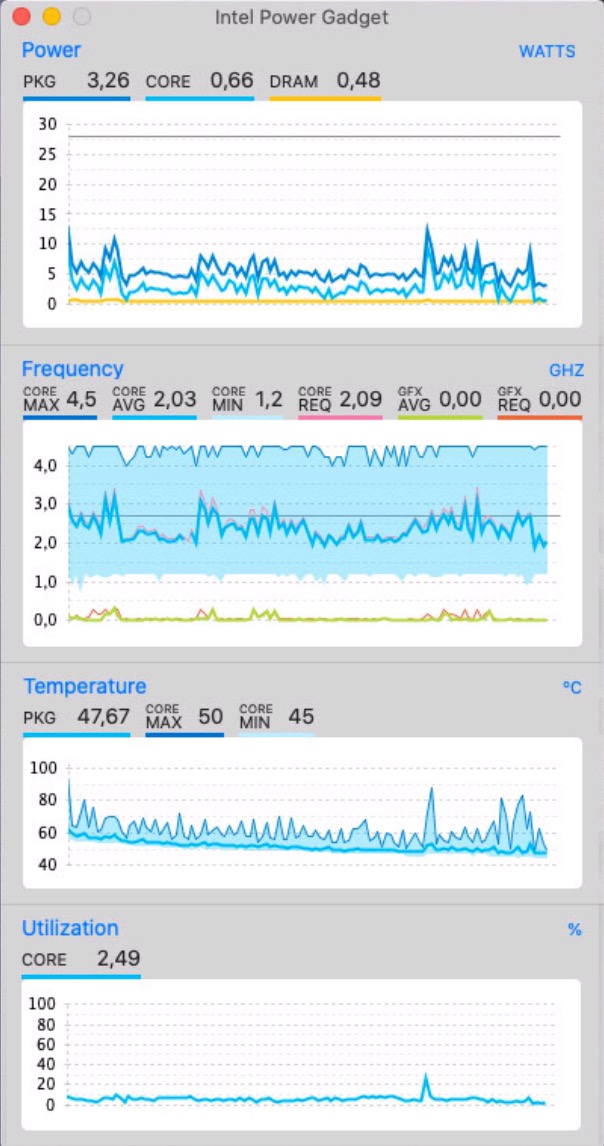 Intel Power Gadget
Power WATTS
PKG 3,26 CORE 0,66 DRAM 0,48
30
25
20
15
10
5
0
Frequency GHZ
CORE MAX 4,5 CORE AVG 2,03 CORE MIN 1,2 CORE REQ 2,09 GFX AVG 0,00 GFX REQ 0,00
4,0
3,0
2,0
1,0
0,0
Temperature °C
PKG 47,67 CORE MAX 50 CORE MIN 45
100
80
60
40
Utilization %
CORE 2,49
100
80
60
40
20
0